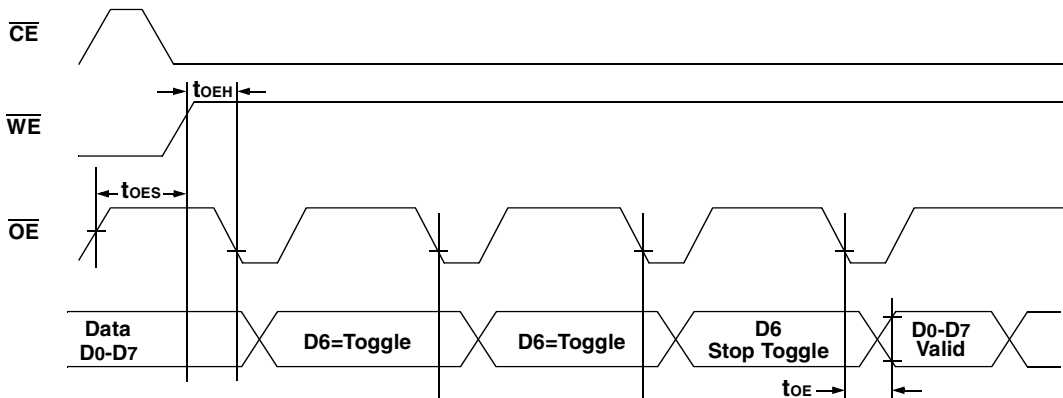 CE
tOEH
WE
tOES
OE
Data
D0-D7
D6=Toggle
D6=Toggle
D6
Stop Toggle
D0-D7
Valid
tOE